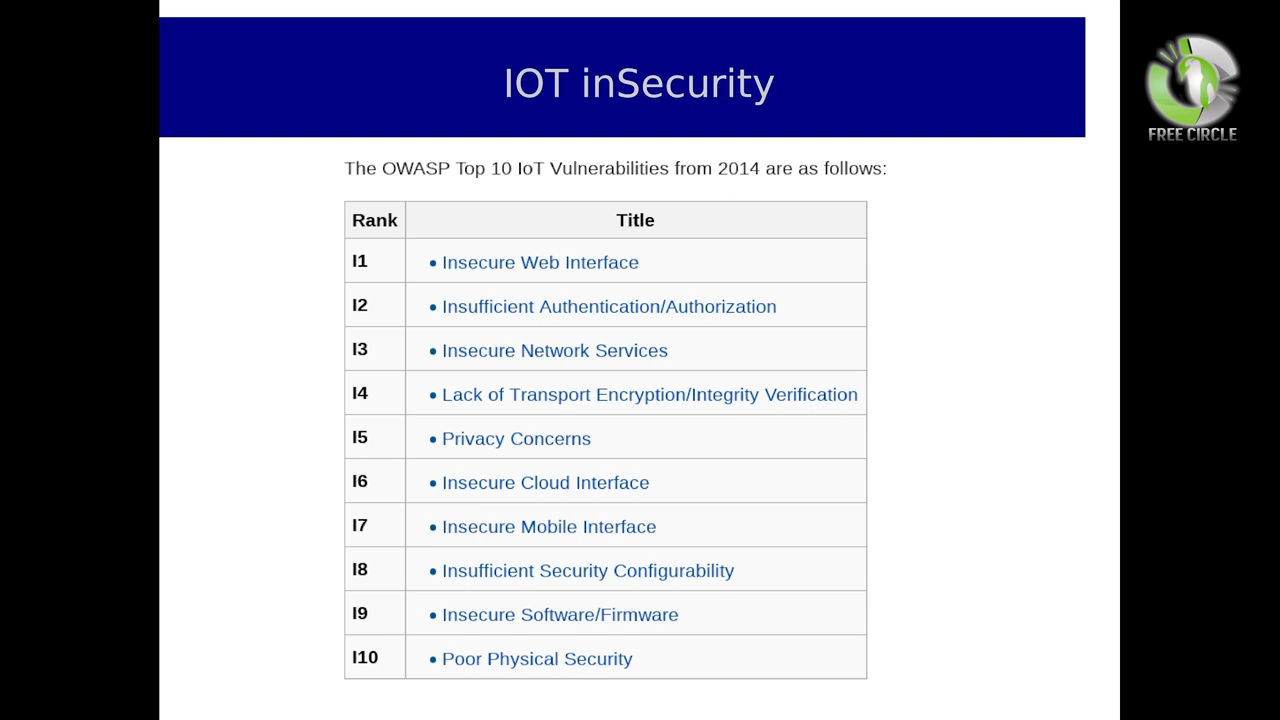 IOT inSecurity
FREE CIRCLE
The OWASP Top 10 IoT Vulnerabilities from 2014 are as follows:
Rank Title
I1 • Insecure Web Interface
I2 • Insufficient Authentication/Authorization
I3 • Insecure Network Services
I4 • Lack of Transport Encryption/Integrity Verification
I5 • Privacy Concerns
I6 • Insecure Cloud Interface
I7 • Insecure Mobile Interface
I8 • Insufficient Security Configurability
I9 • Insecure Software/Firmware
I10 • Poor Physical Security